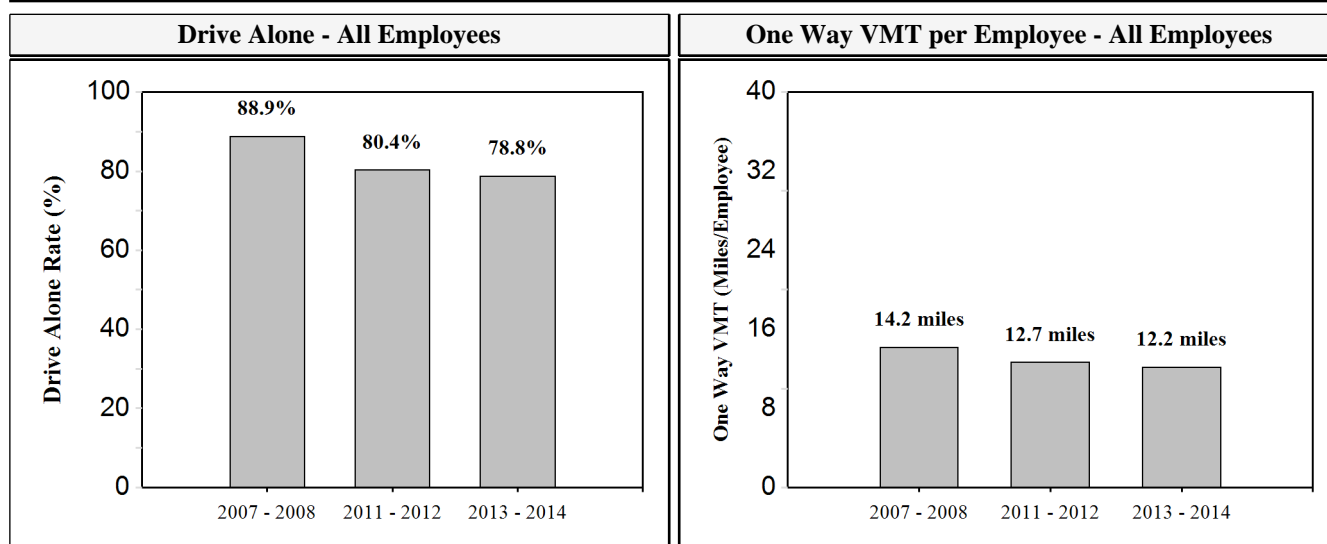 Drive Alone - All Employees
One Way VMT per Employee - All Employees
Drive Alone Rate (%)
100
80
60
40
20
0
88.9%
80.4%
78.8%
2007 - 2008
2011 - 2012
2013 - 2014
One Way VMT (Miles/Employee)
40
32
24
16
8
0
14.2 miles
12.7 miles
12.2 miles
2007 - 2008
2011 - 2012
2013 - 2014